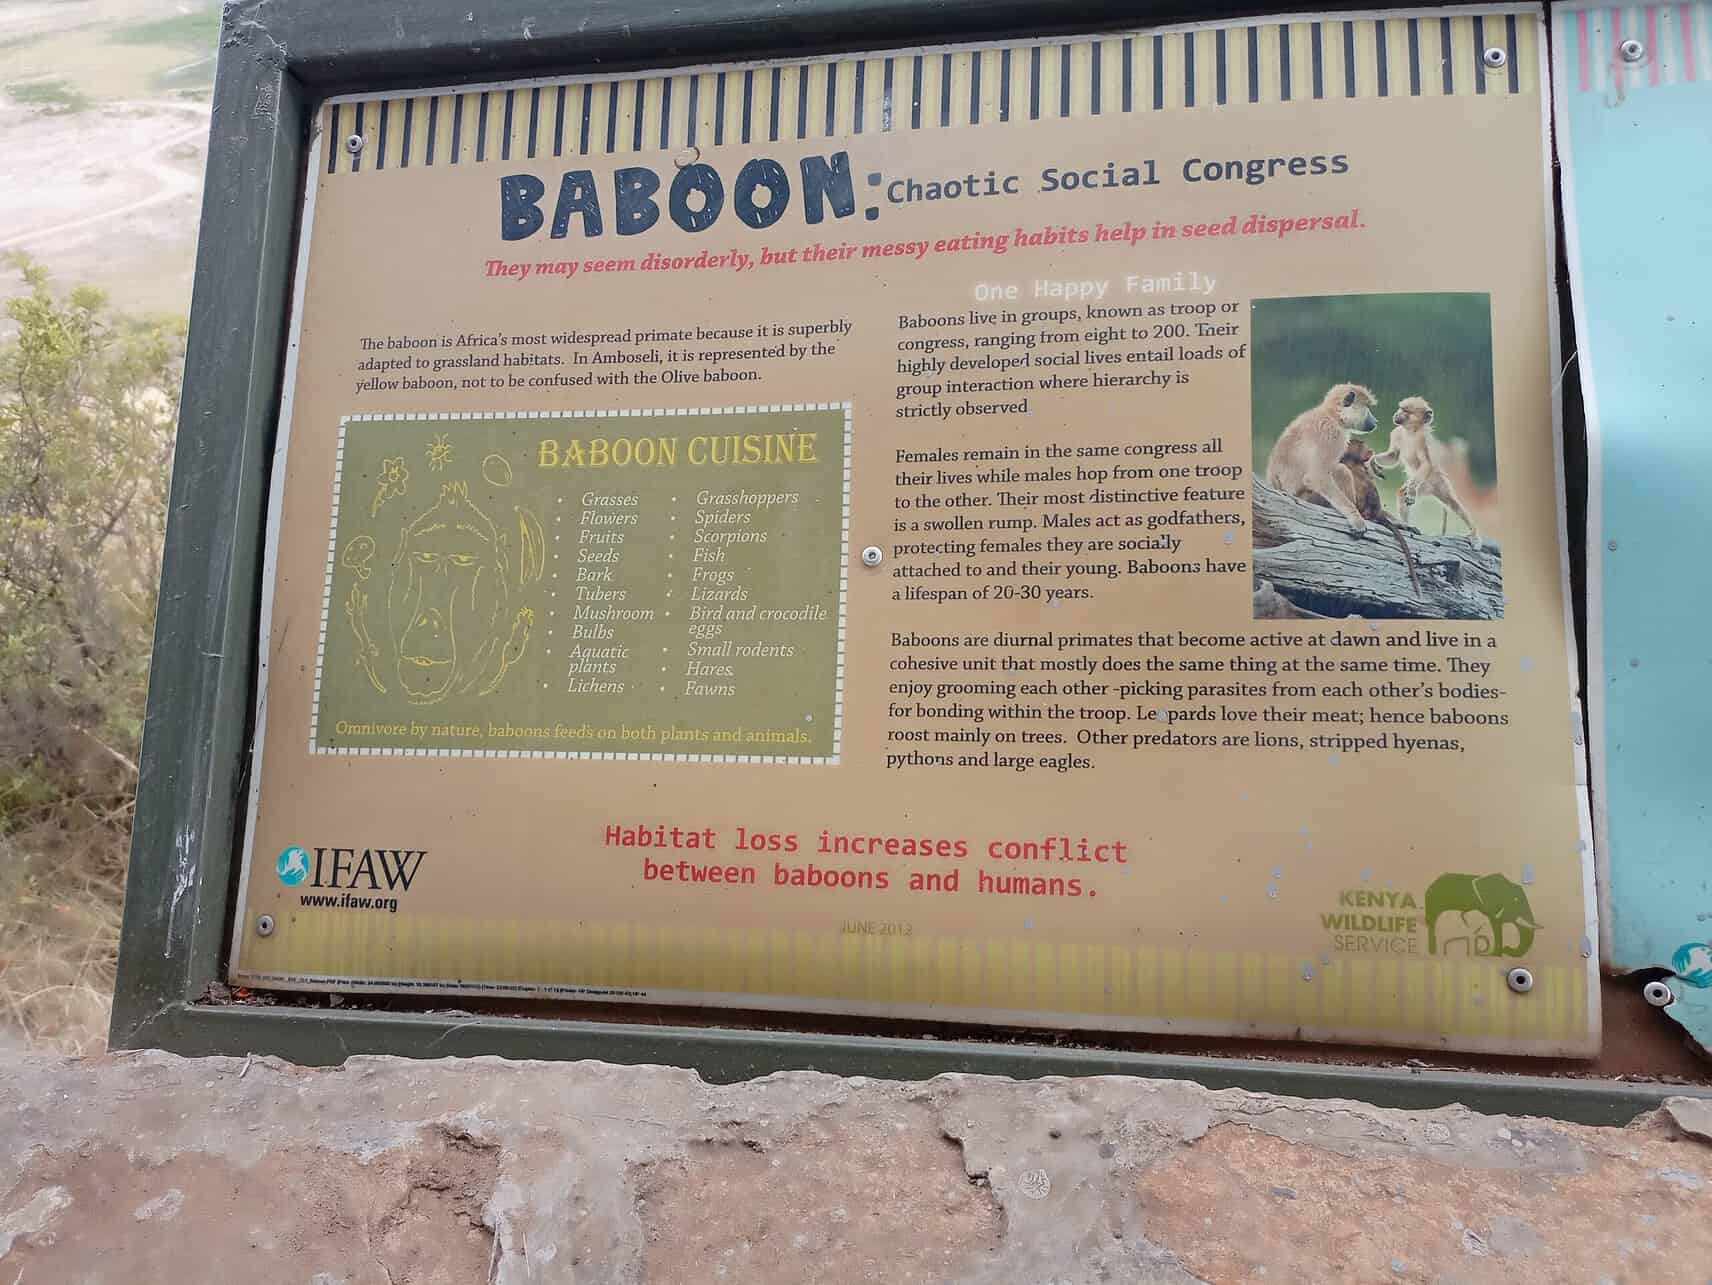 BABOON: Chaotic Social Congress
They may seem disorderly, but their messy eating habits help in seed dispersal.
The baboon is Africa's most widespread primate because it is superbly
adapted to grassland habitats. In Amboseli, it is represented by the
yellow baboon, not to be confused with the Olive baboon.
BABOON CUISINE
• Grasses
• Flowers
• Fruits
• Seeds
• Bark
• Tubers
• Mushroom
• Bulbs
• Aquatic
plants
• Lichens
• Grasshoppers
• Spiders
• Scorpions
• Fish
• Frogs
• Lizards
• Bird and crocodile
eggs
• Small rodents
• Hares
• Fawns
Omnivore by nature, baboons feeds on both plants and animals.
One Happy Family
Baboons live in groups, known as troop or
congress, ranging from eight to 200. Their
highly developed social lives entail loads of
group interaction where hierarchy is
strictly observed
Females remain in the same congress all
their lives while males hop from one troop
to the other. Their most distinctive feature
is a swollen rump. Males act as godfathers,
protecting females they are socially
attached to and their young. Baboons have
a lifespan of 20-30 years.
Baboons are diurnal primates that become active at dawn and live in a
cohesive unit that mostly does the same thing at the same time. They
enjoy grooming each other -picking parasites from each other's bodies-
for bonding within the troop. Leopards love their meat; hence baboons
roost mainly on trees. Other predators are lions, stripped hyenas,
pythons and large eagles.
Habitat loss increases conflict
between baboons and humans.
IFAW
www.ifaw.org
JUNE 2012
KENYA
WILDLIFE
SERVICE